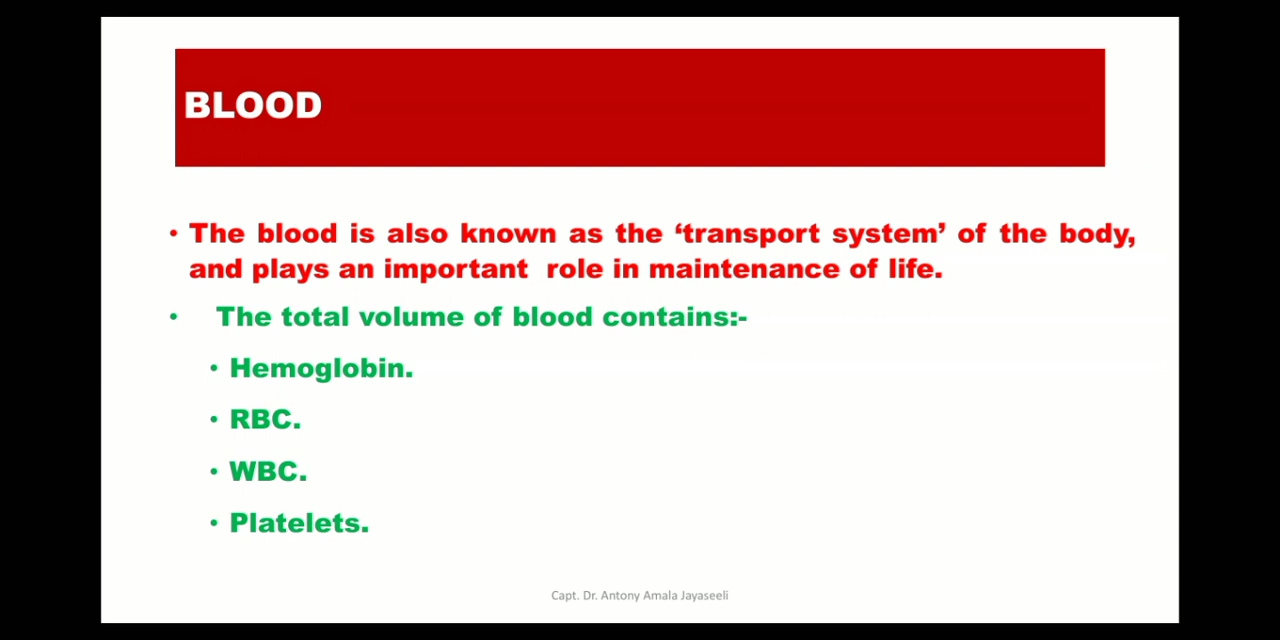 BLOOD
• The blood is also known as the ‘transport system’ of the body,
and plays an important role in maintenance of life.
• The total volume of blood contains:-
• Hemoglobin.
• RBC.
• WBC.
• Platelets.
Capt. Dr. Antony Amala Jayaseeli